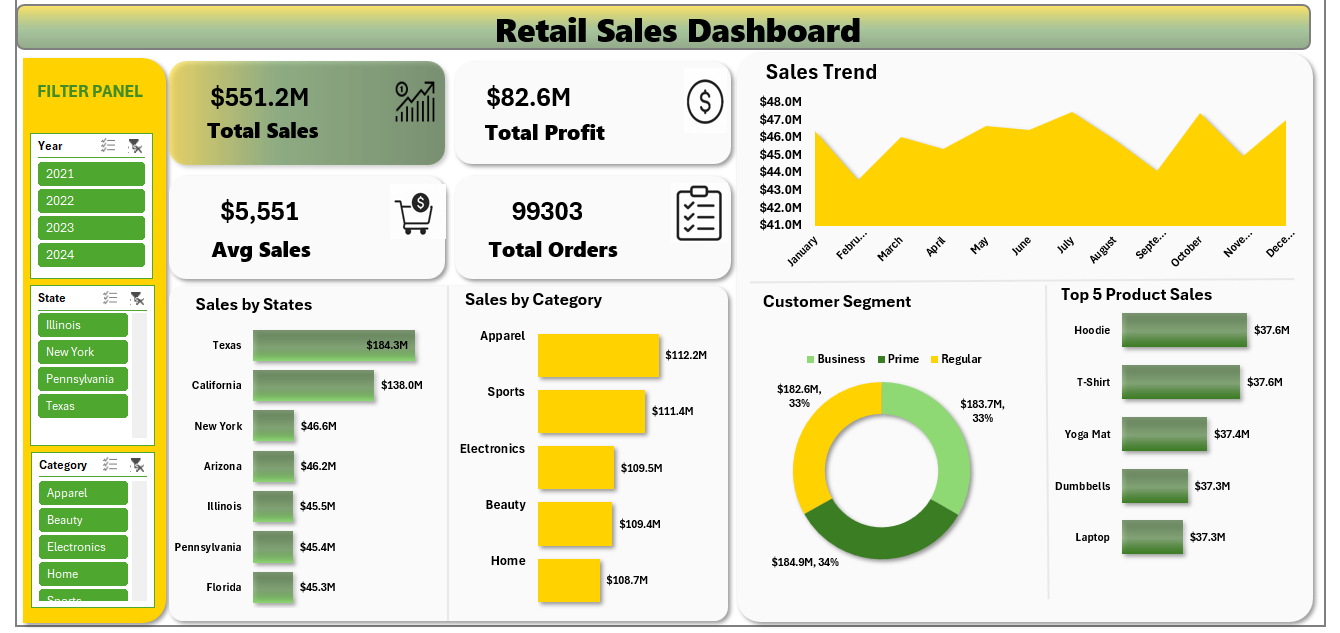 Retail Sales Dashboard
FILTER PANEL
Year
2021
2022
2023
2024
State
Illinois
New York
Pennsylvania
Texas
Category
Apparel
Beauty
Electronics
Home
Sports
$551.2M
Total Sales
$82.6M
Total Profit
$5,551
Avg Sales
99303
Total Orders
Sales by States
Texas $184.3M
California $138.0M
New York $46.6M
Arizona $46.2M
Illinois $45.5M
Pennsylvania $45.4M
Florida $45.3M
Sales by Category
Apparel $112.2M
Sports $111.4M
Electronics $109.5M
Beauty $109.4M
Home $108.7M
Sales Trend
$48.0M
$47.0M
$46.0M
$45.0M
$44.0M
$43.0M
$42.0M
$41.0M
January Febru... March April May June July August Septe... October Nove... Dece...
Customer Segment
Business Prime Regular
$182.6M,
33%
$183.7M,
33%
$184.9M, 34%
Top 5 Product Sales
Hoodie $37.6M
T-Shirt $37.6M
Yoga Mat $37.4M
Dumbbells $37.3M
Laptop $37.3M